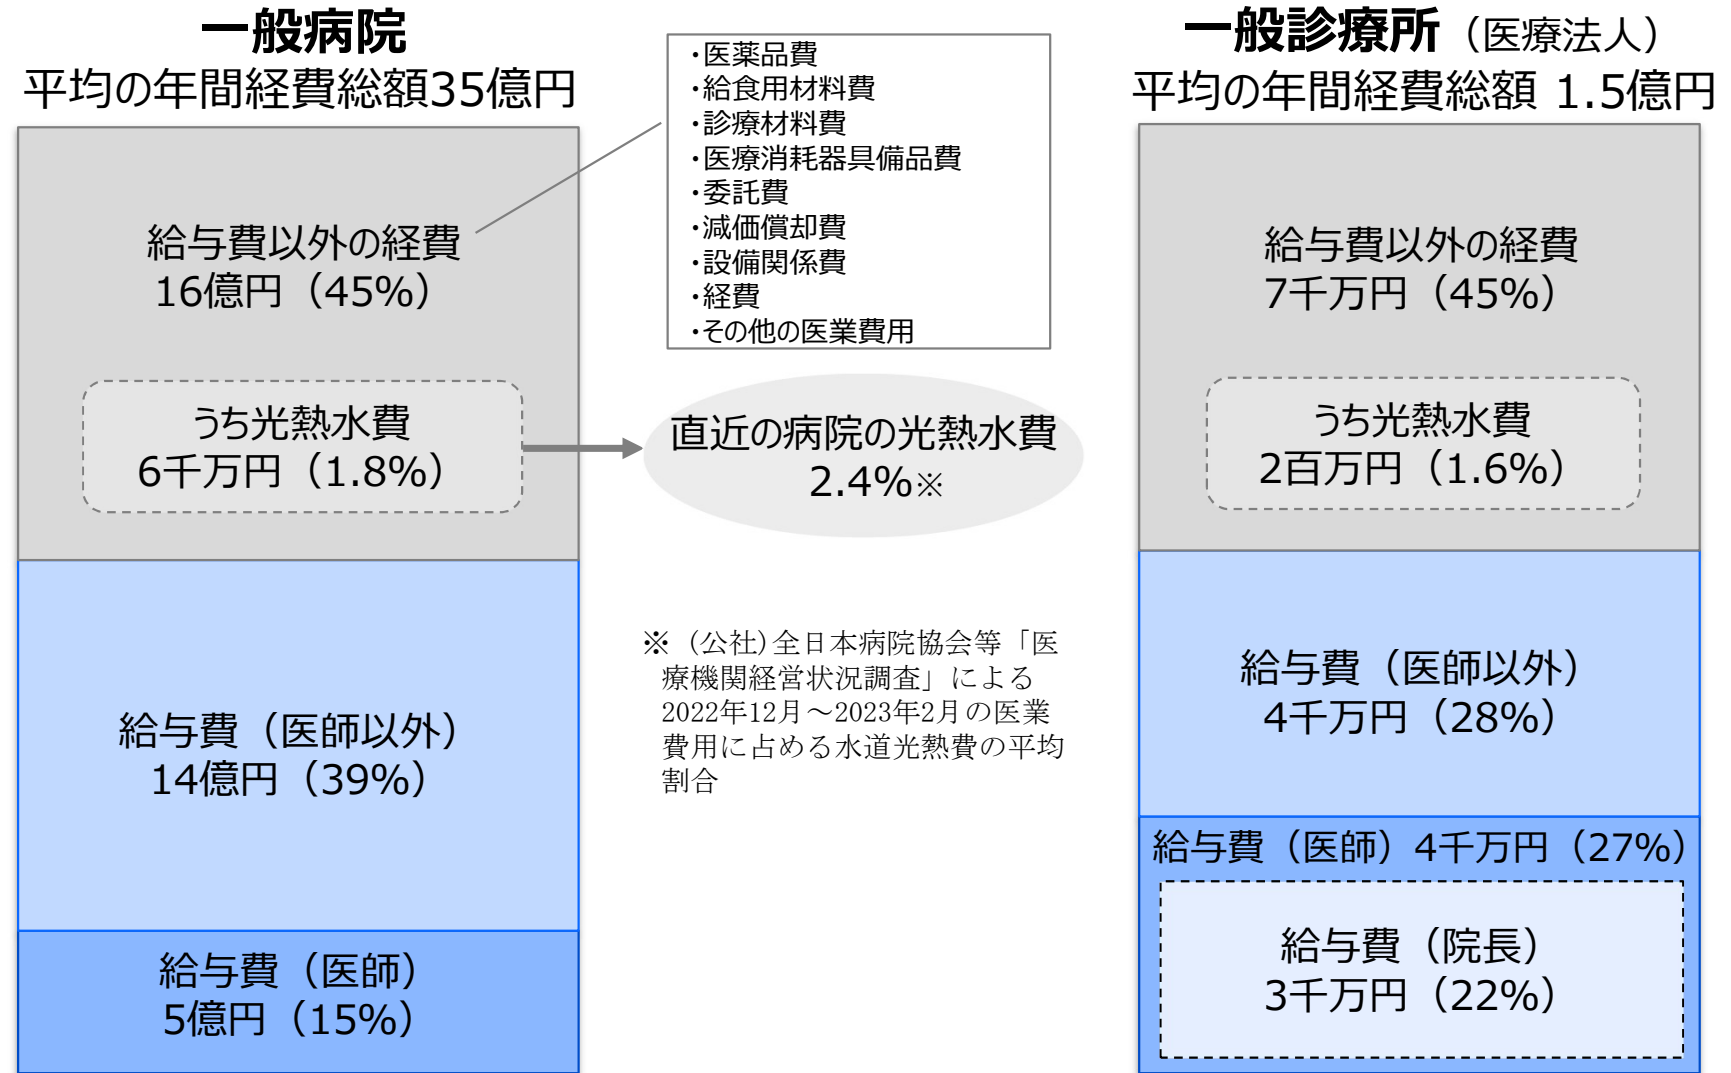 一般病院
平均の年間経費総額35億円
給与費以外の経費
16億円（45%）
うち光熱水費
6千万円（1.8%）
給与費（医師以外）
14億円（39%）
給与費（医師）
5億円（15%）
・医薬品費
・給食用材料費
・診療材料費
・医療消耗器具備品費
・委託費
・減価償却費
・設備関係費
・経費
・その他の医業費用
直近の病院の光熱水費
2.4%※
※（公社）全日本病院協会等「医
療機関経営状況調査」による
2022年12月～2023年2月の医業
費用に占める水道光熱費の平均
割合
一般診療所（医療法人）
平均の年間経費総額 1.5億円
給与費以外の経費
7千万円（45%）
うち光熱水費
2百万円（1.6%）
給与費（医師以外）
4千万円（28%）
給与費（医師）4千万円（27%）
給与費（院長）
3千万円（22%）